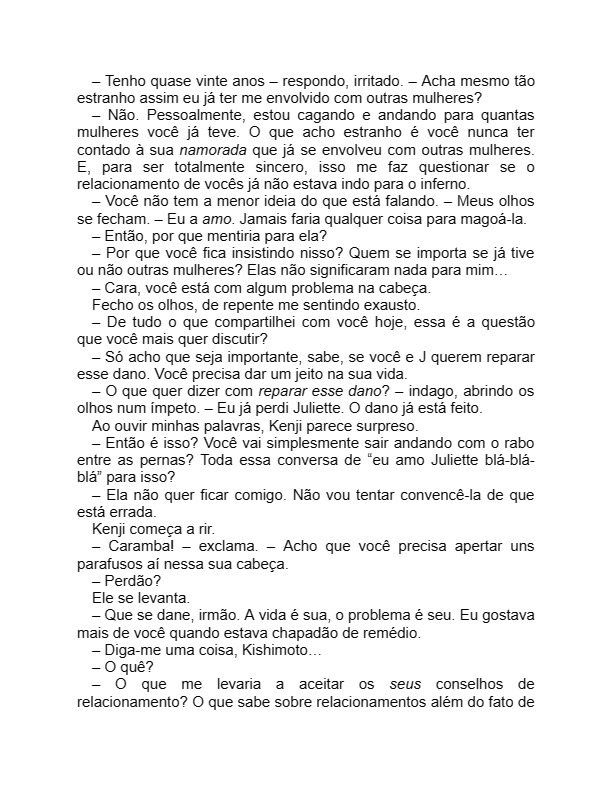 – Tenho quase vinte anos – respondo, irritado. – Acha mesmo tão
estranho assim eu já ter me envolvido com outras mulheres?
– Não. Pessoalmente, estou cagando e andando para quantas
mulheres você já teve. O que acho estranho é você nunca ter
contado à sua namorada que já se envolveu com outras mulheres.
E, para ser totalmente sincero, isso me faz questionar se o
relacionamento de vocês já não estava indo para o inferno.
– Você não tem a menor ideia do que está falando. – Meus olhos
se fecham. – Eu a amo. Jamais faria qualquer coisa para magoá-la.
– Então, por que mentiria para ela?
– Por que você fica insistindo nisso? Quem se importa se já tive
ou não outras mulheres? Elas não significaram nada para mim…
– Cara, você está com algum problema na cabeça.
Fecho os olhos, de repente me sentindo exausto.
– De tudo o que compartilhei com você hoje, essa é a questão
que você mais quer discutir?
– Só acho que seja importante, sabe, se você e J querem reparar
esse dano. Você precisa dar um jeito na sua vida.
– O que quer dizer com reparar esse dano? – indago, abrindo os
olhos num ímpeto. – Eu já perdi Juliette. O dano já está feito.
Ao ouvir minhas palavras, Kenji parece surpreso.
– Então é isso? Você vai simplesmente sair andando com o rabo
entre as pernas? Toda essa conversa de “eu amo Juliette blá-blá-
blá” para isso?
– Ela não quer ficar comigo. Não vou tentar convencê-la de que
está errada.
Kenji começa a rir.
– Caramba! – exclama. – Acho que você precisa apertar uns
parafusos aí nessa sua cabeça.
– Perdão?
Ele se levanta.
– Que se dane, irmão. A vida é sua, o problema é seu. Eu gostava
mais de você quando estava chapadão de remédio.
– Diga-me uma coisa, Kishimoto…
– O quê?
– O que me levaria a aceitar os seus conselhos de
relacionamento? O que sabe sobre relacionamentos além do fato de